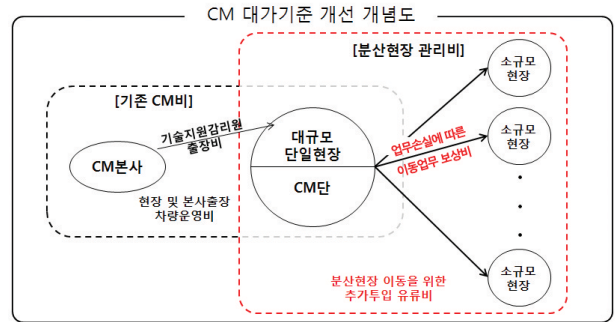 CM 대가기준 개선 개념도
[분산현장 관리비]
[기존 CM비]
소규모
현장
기술지원감리원
출장비
대규모
단일현장
CM단
업무손실에 따른
이동업무 보상비
소규모
현장
CM본사
현장 및 본사출장
차량운영비
분산현장 이동을 위한
추가투입 유류비
소규모
현장